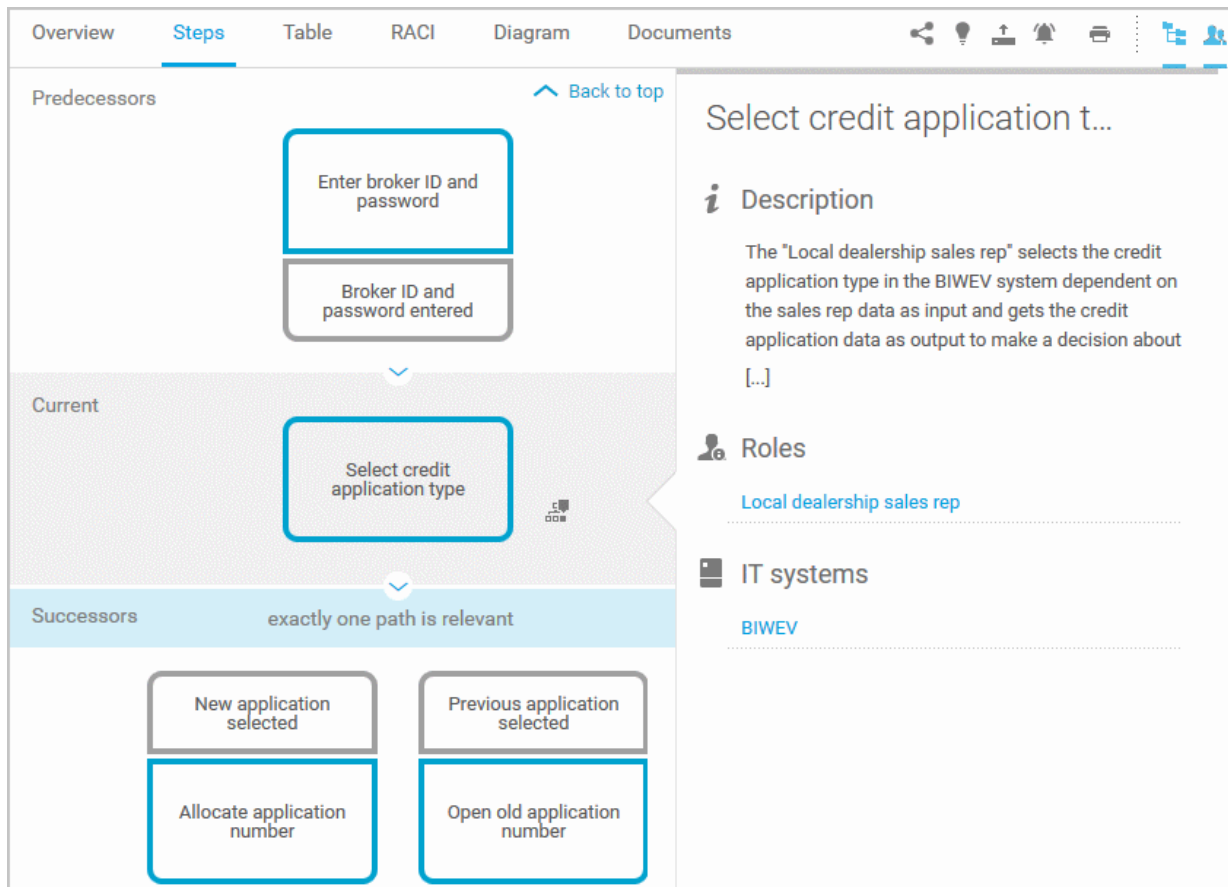 Overview Steps Table RACI Diagram Documents
Predecessors
Back to top
Enter broker ID and
password
Broker ID and
password entered
Current
Select credit
application type
Successors
exactly one path is relevant
New application
selected
Previous application
selected
Allocate application
number
Open old application
number
Select credit application t...
Description
The "Local dealership sales rep" selects the credit
application type in the BIWEV system dependent on
the sales rep data as input and gets the credit
application data as output to make a decision about
[...]
Roles
Local dealership sales rep
IT systems
BIWEV